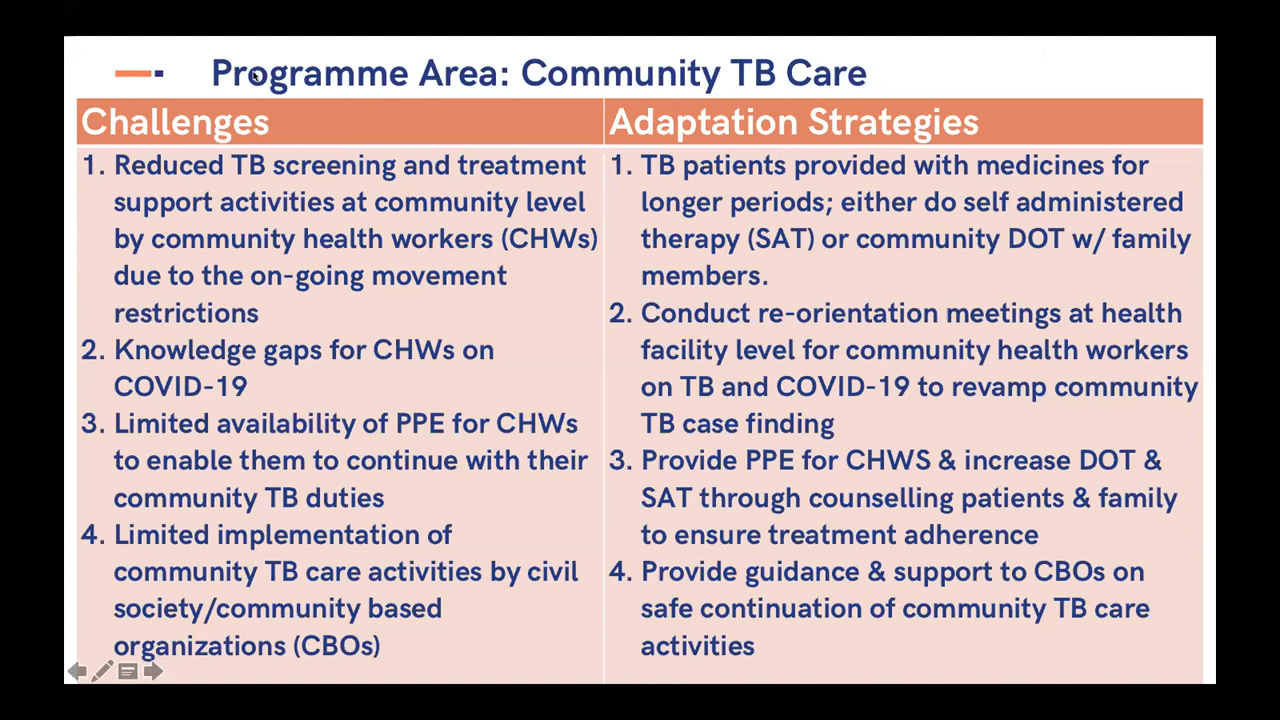 Programme Area: Community TB Care
Challenges
1. Reduced TB screening and treatment
support activities at community level
by community health workers (CHWs)
due to the on-going movement
restrictions
2. Knowledge gaps for CHWs on
COVID-19
3. Limited availability of PPE for CHWs
to enable them to continue with their
community TB duties
4. Limited implementation of
community TB care activities by civil
society/community based
organizations (CBOs)
Adaptation Strategies
1. TB patients provided with medicines for
longer periods; either do self administered
therapy (SAT) or community DOT w/ family
members.
2. Conduct re-orientation meetings at health
facility level for community health workers
on TB and COVID-19 to revamp community
TB case finding
3. Provide PPE for CHWS & increase DOT &
SAT through counselling patients & family
to ensure treatment adherence
4. Provide guidance & support to CBOs on
safe continuation of community TB care
activities